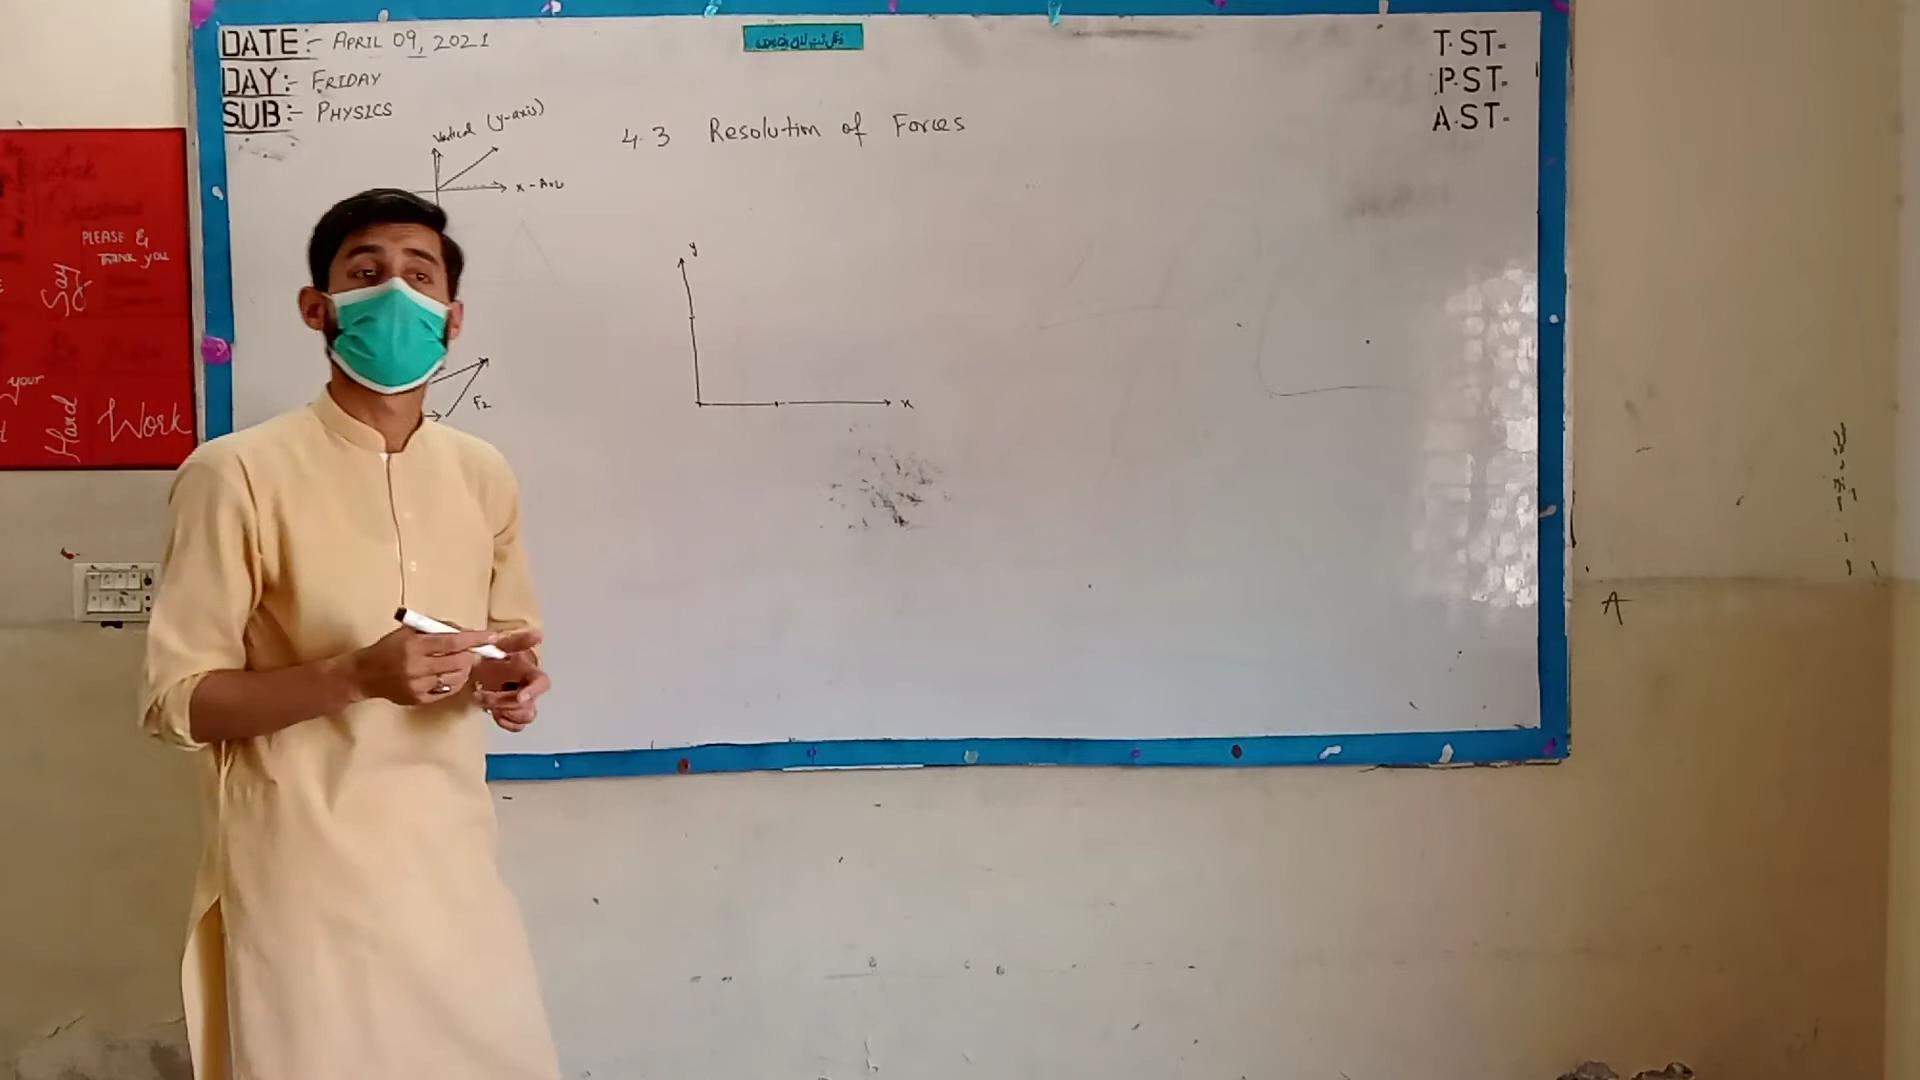 DATE:- APRIL 09, 2021
DAY:- FRIDAY
SUB:- PHYSICS
T.ST-
P.ST-
A.ST-
4.3 Resolution of Forces
Vertical (y-axis)
x-Axis
y
x
F2
PLEASE &
THANK you
Say
your
Hard Work
A